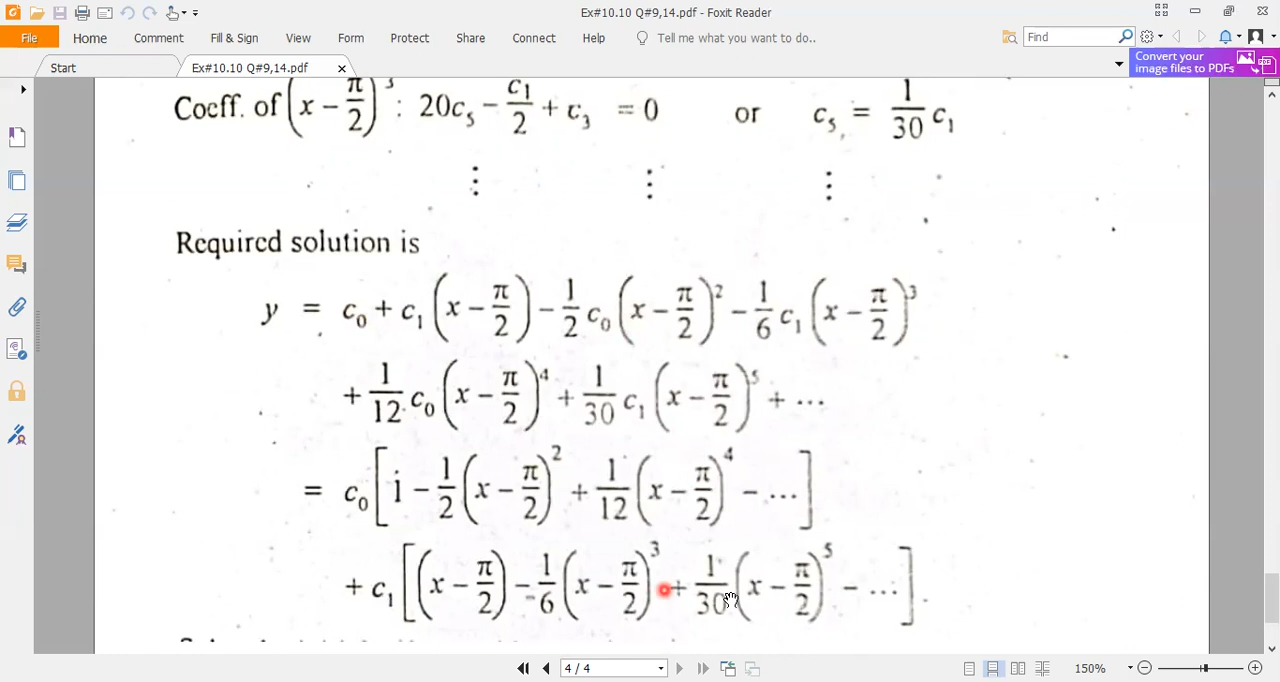 Ex#10.10 Q#9,14.pdf - Foxit Reader
File Home Comment Fill & Sign View Form Protect Share Connect Help Tell me what you want to do.. Find
Start Ex#10.10 Q#9,14.pdf Convert your
image files to PDFs
Coeff. of (x − π/2)³ : 20c₅ − c₁/2 + c₃ = 0 or c₅ = 1/30 c₁
⋮ ⋮ ⋮
Required solution is
y = c₀ + c₁ (x − π/2) − 1/2 c₀ (x − π/2)² − 1/6 c₁ (x − π/2)³
+ 1/12 c₀ (x − π/2)⁴ + 1/30 c₁ (x − π/2)⁵ + ...
= c₀ [1 − 1/2 (x − π/2)² + 1/12 (x − π/2)⁴ − ...]
+ c₁ [(x − π/2) − 1/6 (x − π/2)³ + 1/30 (x − π/2)⁵ − ...].
4 / 4 150%